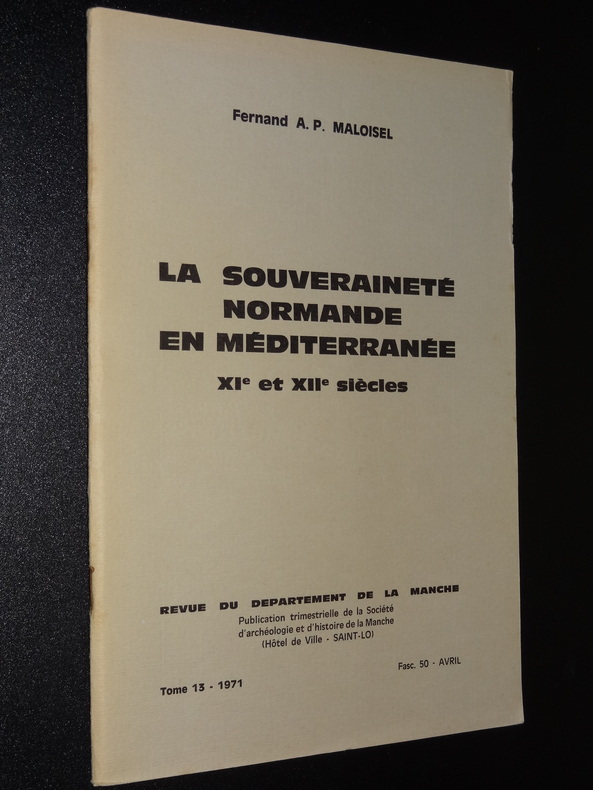 Fernand A. P. MALOISEL
LA SOUVERAINETÉ
NORMANDE
EN MÉDITERRANÉE
XIe et XIIe siècles
REVUE DU DEPARTEMENT DE LA MANCHE
Publication trimestrielle de la Société
d'archéologie et d'histoire de la Manche
(Hôtel de Ville - SAINT-LO)
Fasc. 50 - AVRIL
Tome 13 - 1971